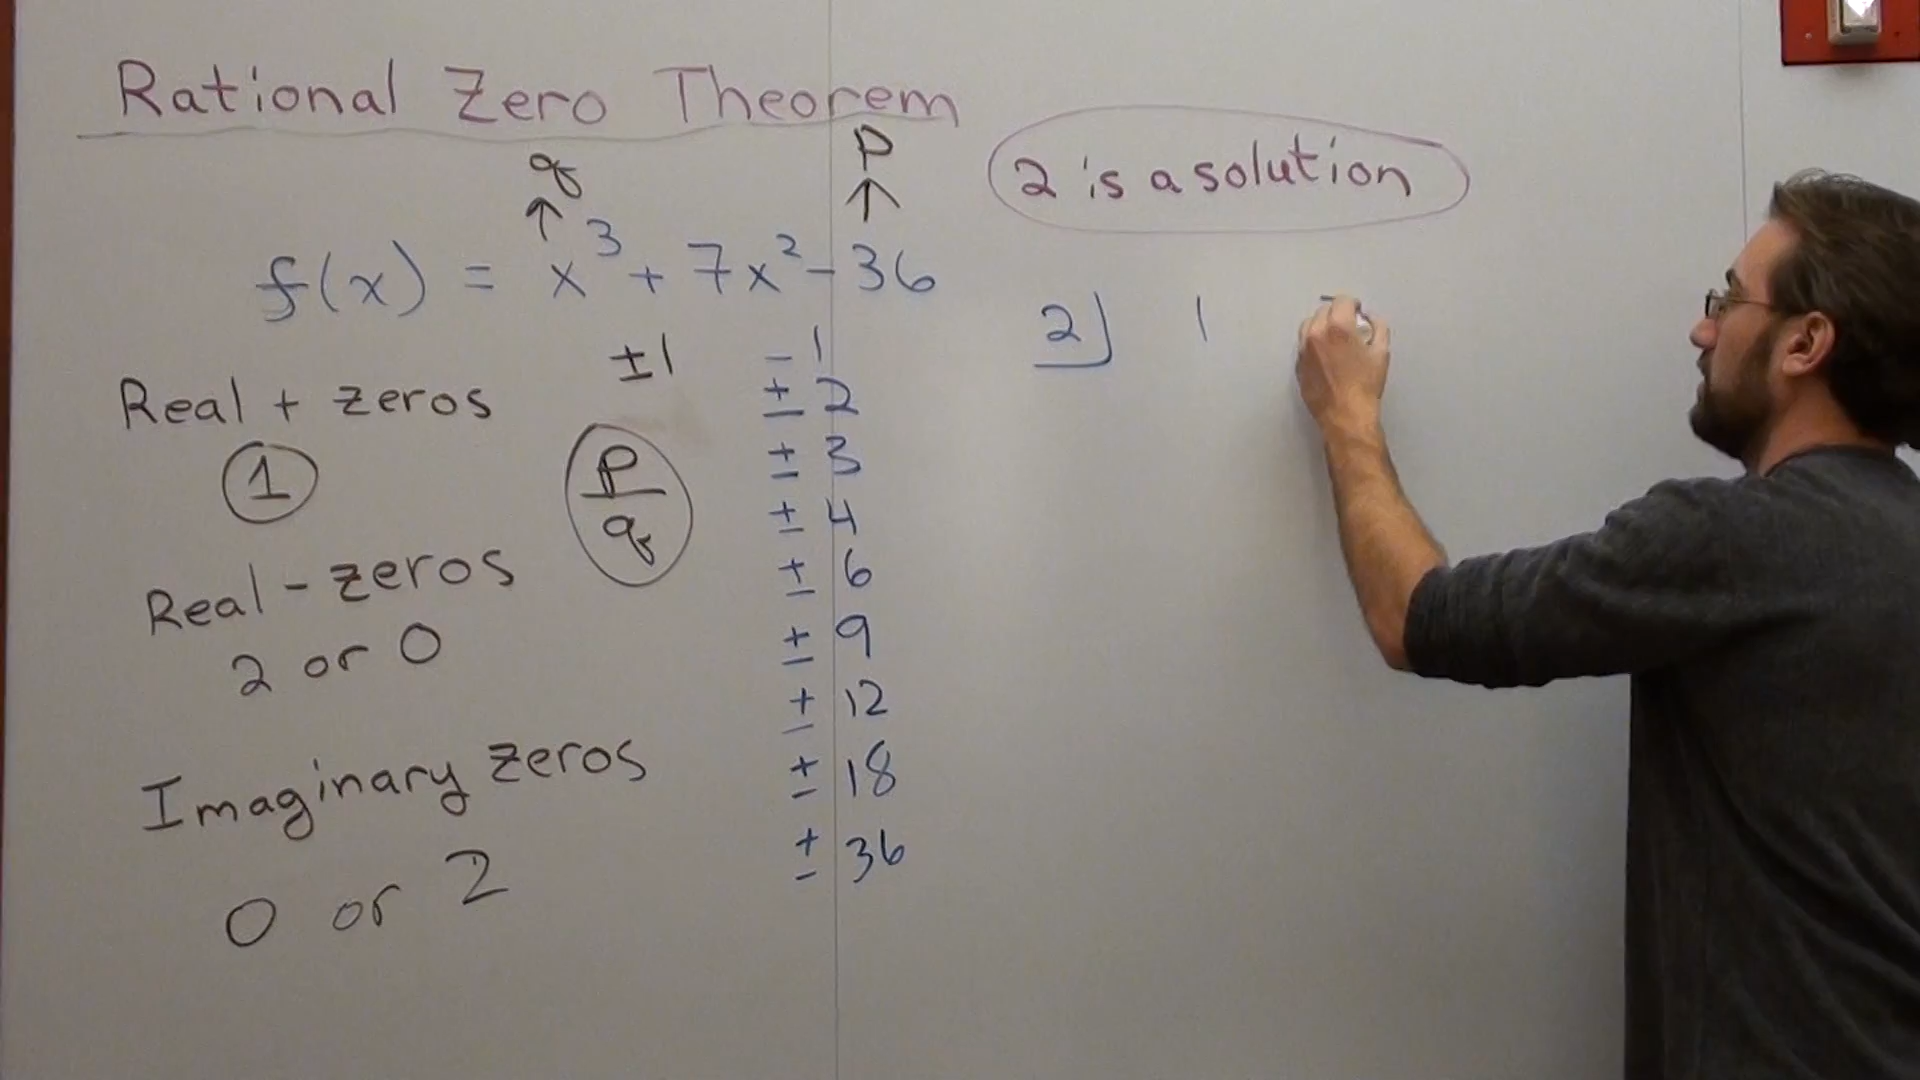 Rational Zero Theorem
q p
↑ ↑
f(x) = x³ + 7x² - 36
±1
Real + zeros
1
p/q
Real - zeros
2 or 0
Imaginary zeros
0 or 2
- 1
± 2
± 3
± 4
± 6
± 9
± 12
± 18
± 36
2 is a solution
2⌋ 1